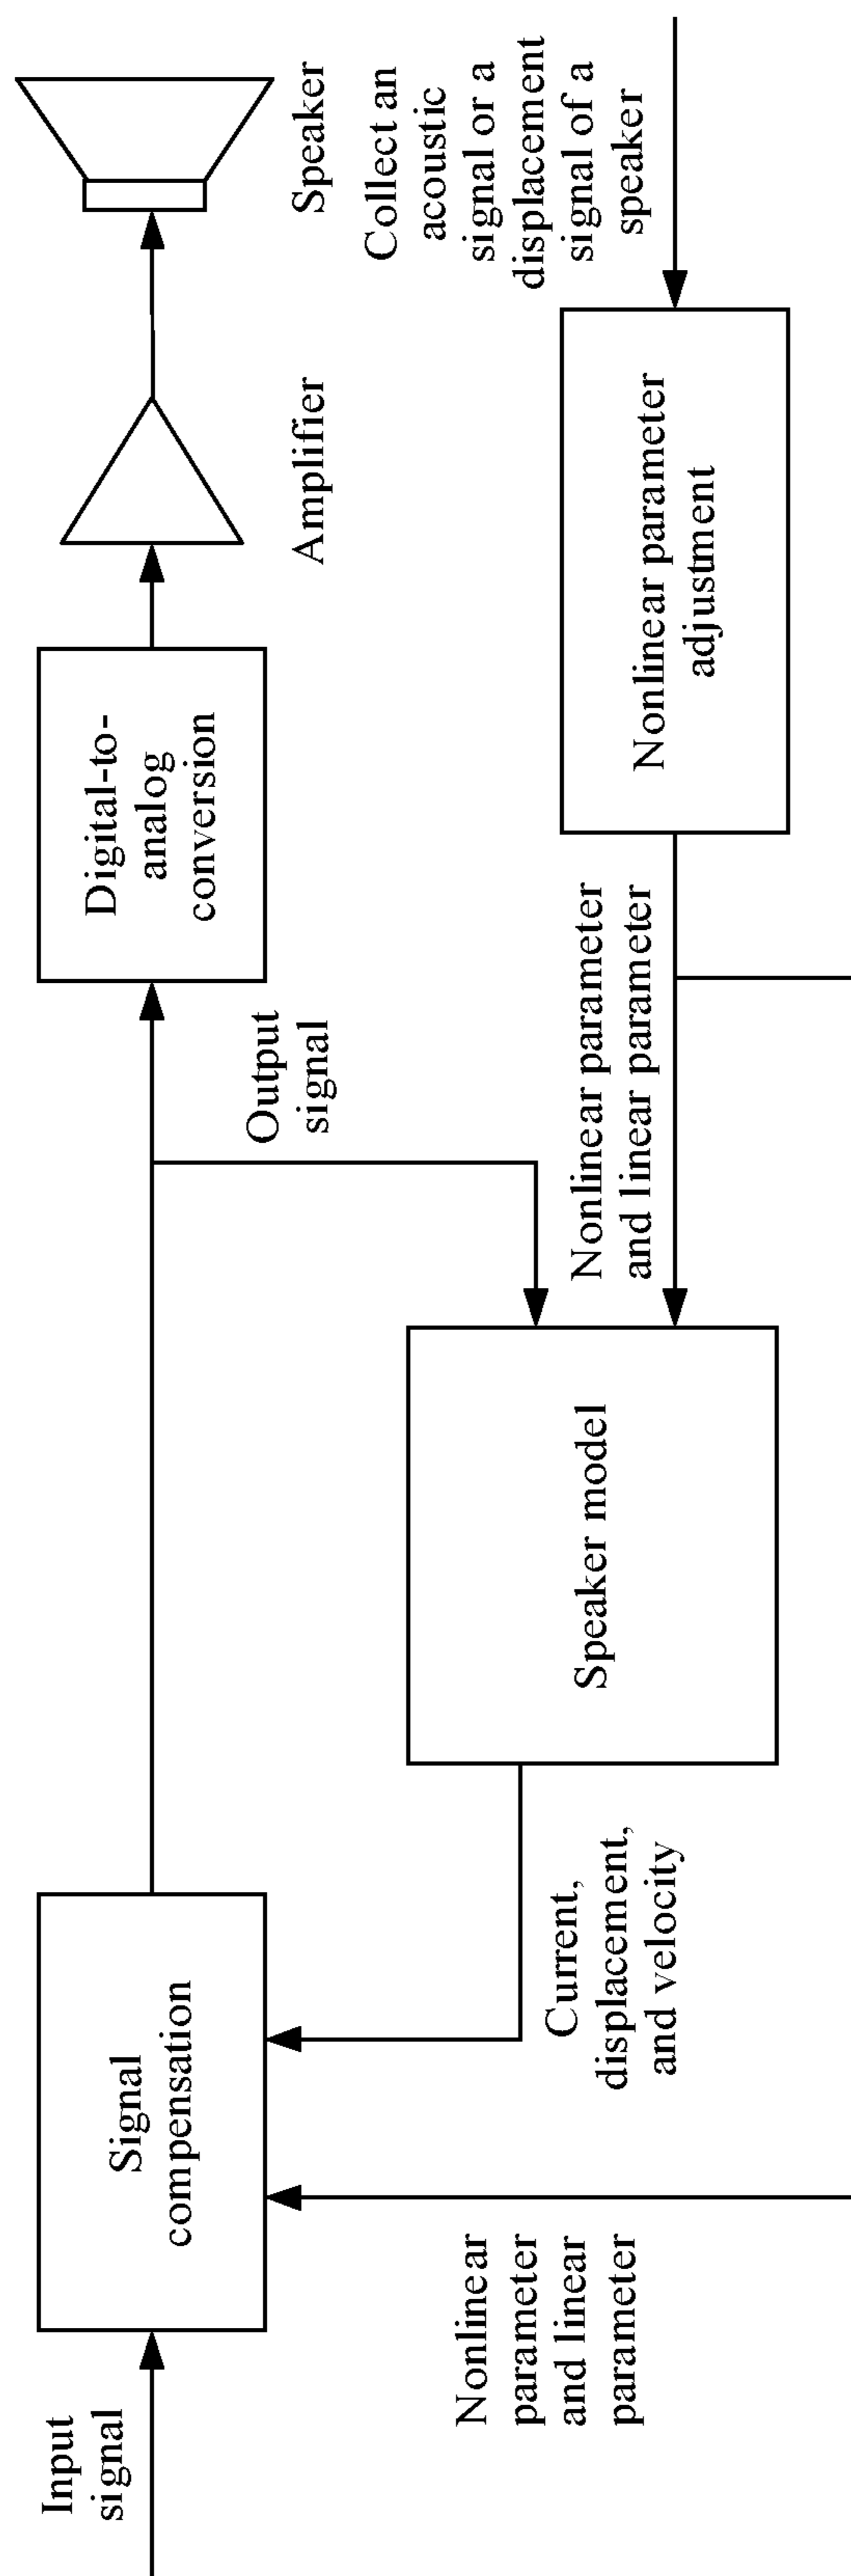 Input
signal
Signal
compensation
Output
signal
Digital-to-
analog
conversion
Amplifier
Speaker
Nonlinear
parameter
and linear
parameter
Current,
displacement,
and velocity
Speaker model
Nonlinear parameter
and linear parameter
Nonlinear parameter
adjustment
Collect an
acoustic
signal or a
displacement
signal of a
speaker